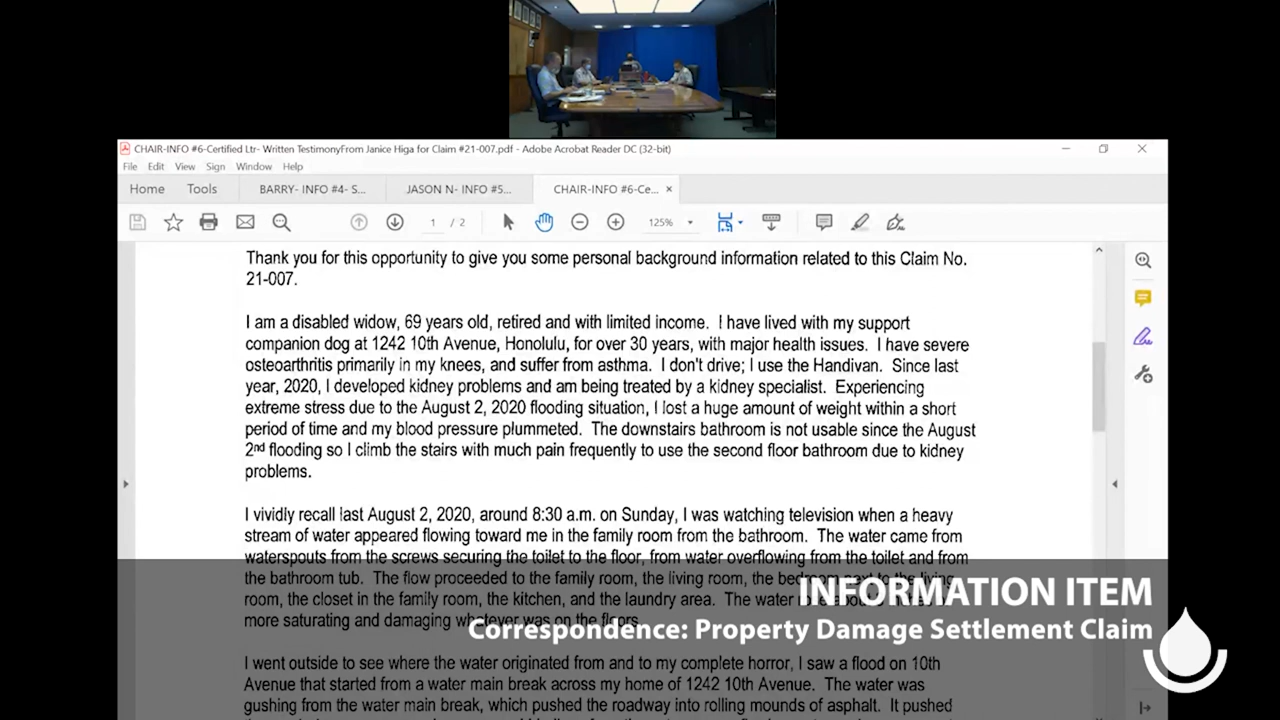 CHAIR-INFO #6-Certified Ltr- Written TestimonyFrom Janice Higa for Claim #21-007.pdf - Adobe Acrobat Reader DC (32-bit)
File Edit View Sign Window Help
Home Tools BARRY- INFO #4- S... JASON N- INFO #5... CHAIR-INFO #6-Ce... ×
1 / 2 125%
Thank you for this opportunity to give you some personal background information related to this Claim No.
21-007.
I am a disabled widow, 69 years old, retired and with limited income. I have lived with my support
companion dog at 1242 10th Avenue, Honolulu, for over 30 years, with major health issues. I have severe
osteoarthritis primarily in my knees, and suffer from asthma. I don't drive; I use the Handivan. Since last
year, 2020, I developed kidney problems and am being treated by a kidney specialist. Experiencing
extreme stress due to the August 2, 2020 flooding situation, I lost a huge amount of weight within a short
period of time and my blood pressure plummeted. The downstairs bathroom is not usable since the August
2nd flooding so I climb the stairs with much pain frequently to use the second floor bathroom due to kidney
problems.
I vividly recall last August 2, 2020, around 8:30 a.m. on Sunday, I was watching television when a heavy
stream of water appeared flowing toward me in the family room from the bathroom. The water came from
waterspouts from the screws securing the toilet to the floor, from water overflowing from the toilet and from
the bathroom tub. The flow proceeded to the family room, the living room, the bedroom next to the living
room, the closet in the family room, the kitchen, and the laundry area. The water
more saturating and damaging whatever was on the floors.
INFORMATION ITEM
Correspondence: Property Damage Settlement Claim
I went outside to see where the water originated from and to my complete horror, I saw a flood on 10th
Avenue that started from a water main break across my home of 1242 10th Avenue. The water was
gushing from the water main break, which pushed the roadway into rolling mounds of asphalt. It pushed